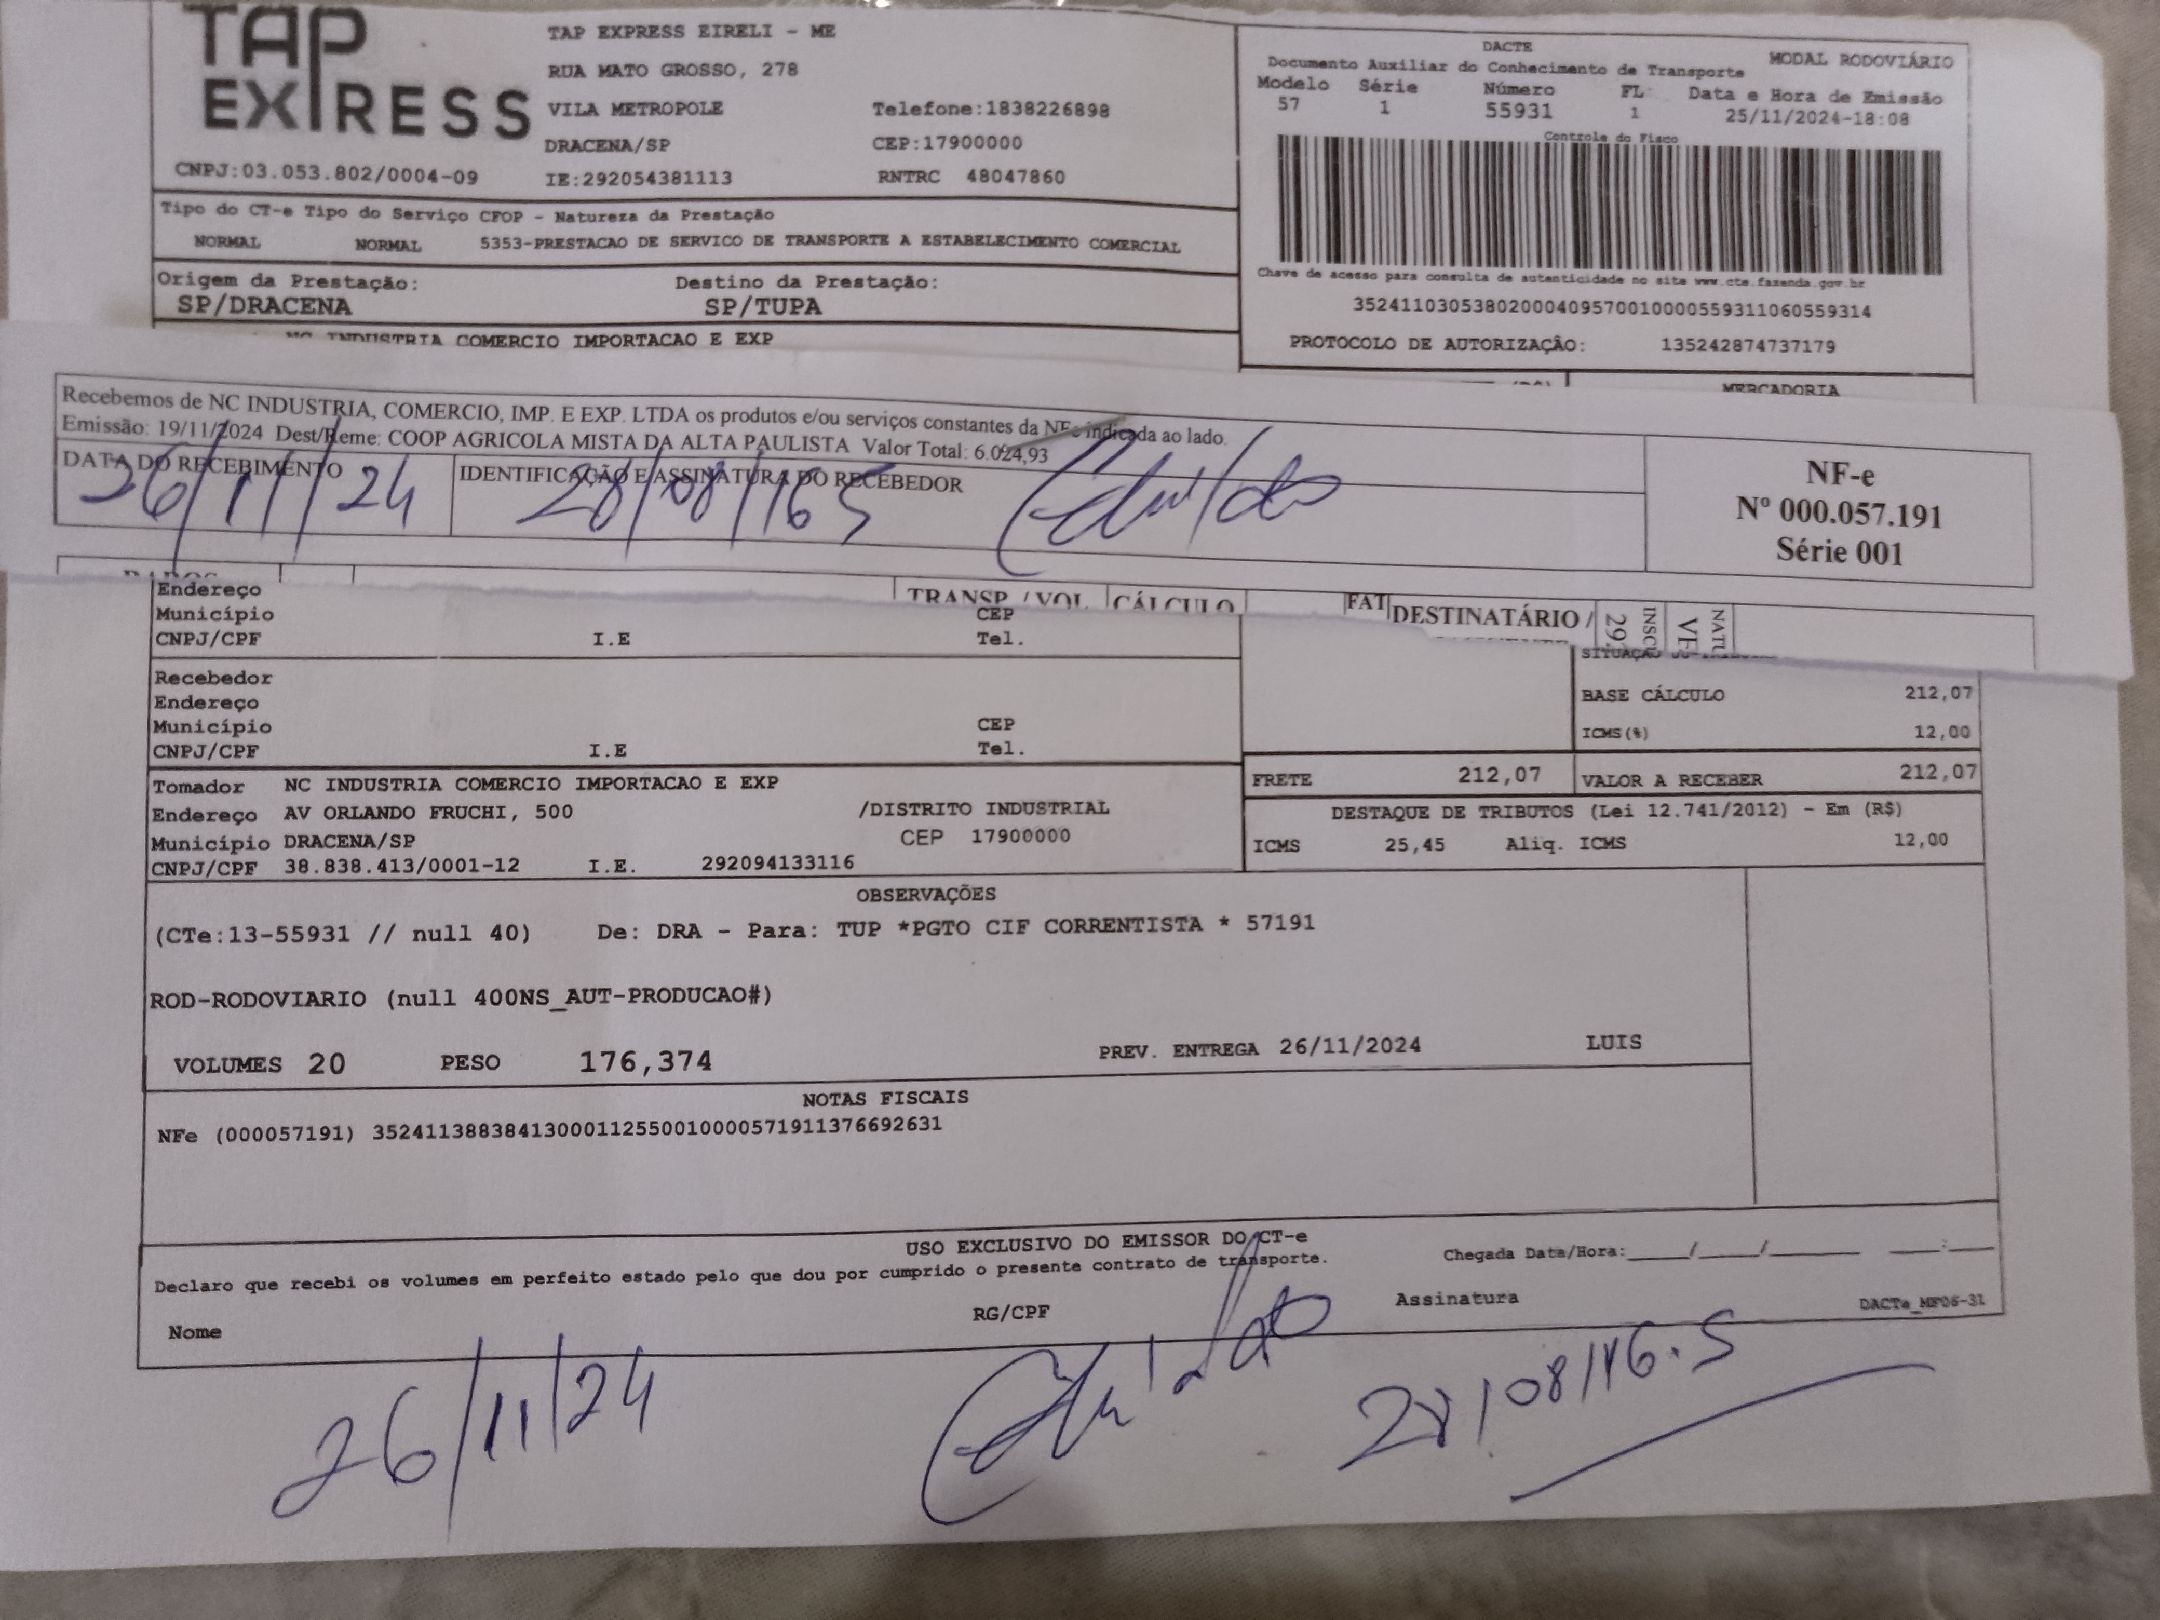 TAP EXPRESS
TAP EXPRESS EIRELI - ME
RUA MATO GROSSO, 278
VILA METROPOLE Telefone:1838226898
DRACENA/SP CEP:17900000
CNPJ:03.053.802/0004-09 IE:292054381113 RNTRC 48047860
DACTE MODAL RODOVIÁRIO
Documento Auxiliar do Conhecimento de Transporte
Modelo Série Número FL Data e Hora de Emissão
57 1 55931 1 25/11/2024-18:08
Controle do Fisco
Chave de acesso para consulta de autenticidade no site www.cte.fazenda.gov.br
35241103053802000409570010000559311060559314
PROTOCOLO DE AUTORIZAÇÃO: 135242874737179
Tipo do CT-e Tipo do Serviço CFOP - Natureza da Prestação
NORMAL NORMAL 5353-PRESTACAO DE SERVICO DE TRANSPORTE A ESTABELECIMENTO COMERCIAL
Origem da Prestação: Destino da Prestação:
SP/DRACENA SP/TUPA
NC INDUSTRIA COMERCIO IMPORTACAO E EXP
MERCADORIA
Recebemos de NC INDUSTRIA, COMERCIO, IMP. E EXP. LTDA os produtos e/ou serviços constantes da NFe indicada ao lado.
Emissão: 19/11/2024 Dest/Reme: COOP AGRICOLA MISTA DA ALTA PAULISTA Valor Total: 6.024,93
DATA DO RECEBIMENTO IDENTIFICAÇÃO E ASSINATURA DO RECEBEDOR
26/11/24
NF-e
Nº 000.057.191
Série 001
TRANSP. / VOL CÁLCULO FAT DESTINATÁRIO /
Endereço
Município CEP
CNPJ/CPF I.E Tel.
Recebedor
Endereço
Município CEP
CNPJ/CPF I.E Tel.
BASE CÁLCULO 212,07
ICMS(%) 12,00
FRETE 212,07 VALOR A RECEBER 212,07
DESTAQUE DE TRIBUTOS (Lei 12.741/2012) - Em (R$)
ICMS 25,45 Aliq. ICMS 12,00
Tomador NC INDUSTRIA COMERCIO IMPORTACAO E EXP
Endereço AV ORLANDO FRUCHI, 500 /DISTRITO INDUSTRIAL
Município DRACENA/SP CEP 17900000
CNPJ/CPF 38.838.413/0001-12 I.E. 292094133116
OBSERVAÇÕES
(CTe:13-55931 // null 40) De: DRA - Para: TUP *PGTO CIF CORRENTISTA * 57191
ROD-RODOVIARIO (null 400NS_AUT-PRODUCAO#)
VOLUMES 20 PESO 176,374 PREV. ENTREGA 26/11/2024 LUIS
NOTAS FISCAIS
NFe (000057191) 35241138838413000112550010000571911376692631
USO EXCLUSIVO DO EMISSOR DO CT-e
Declaro que recebi os volumes em perfeito estado pelo que dou por cumprido o presente contrato de transporte.
Chegada Data/Hora:____/____/______ ___:___
Nome RG/CPF Assinatura DACTe_MF06-31
26/11/24